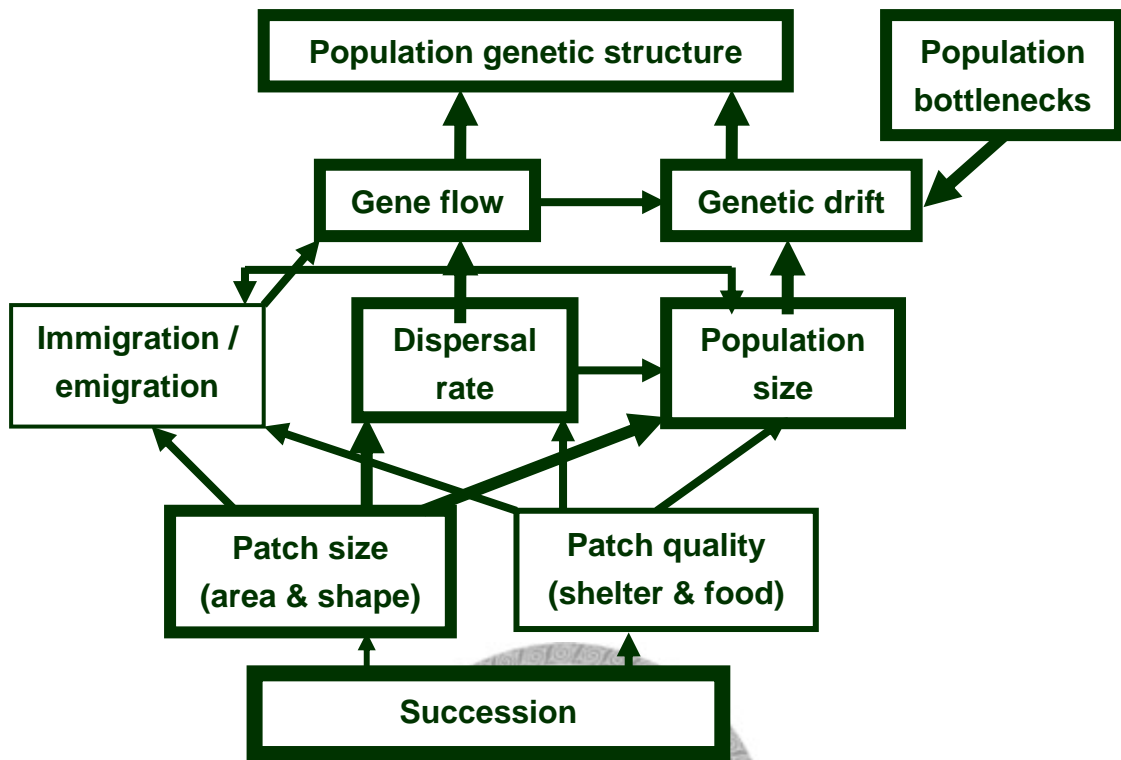 Population genetic structure
Population
bottlenecks
Gene flow
Genetic drift
Immigration /
emigration
Dispersal
rate
Population
size
Patch size
(area & shape)
Patch quality
(shelter & food)
Succession